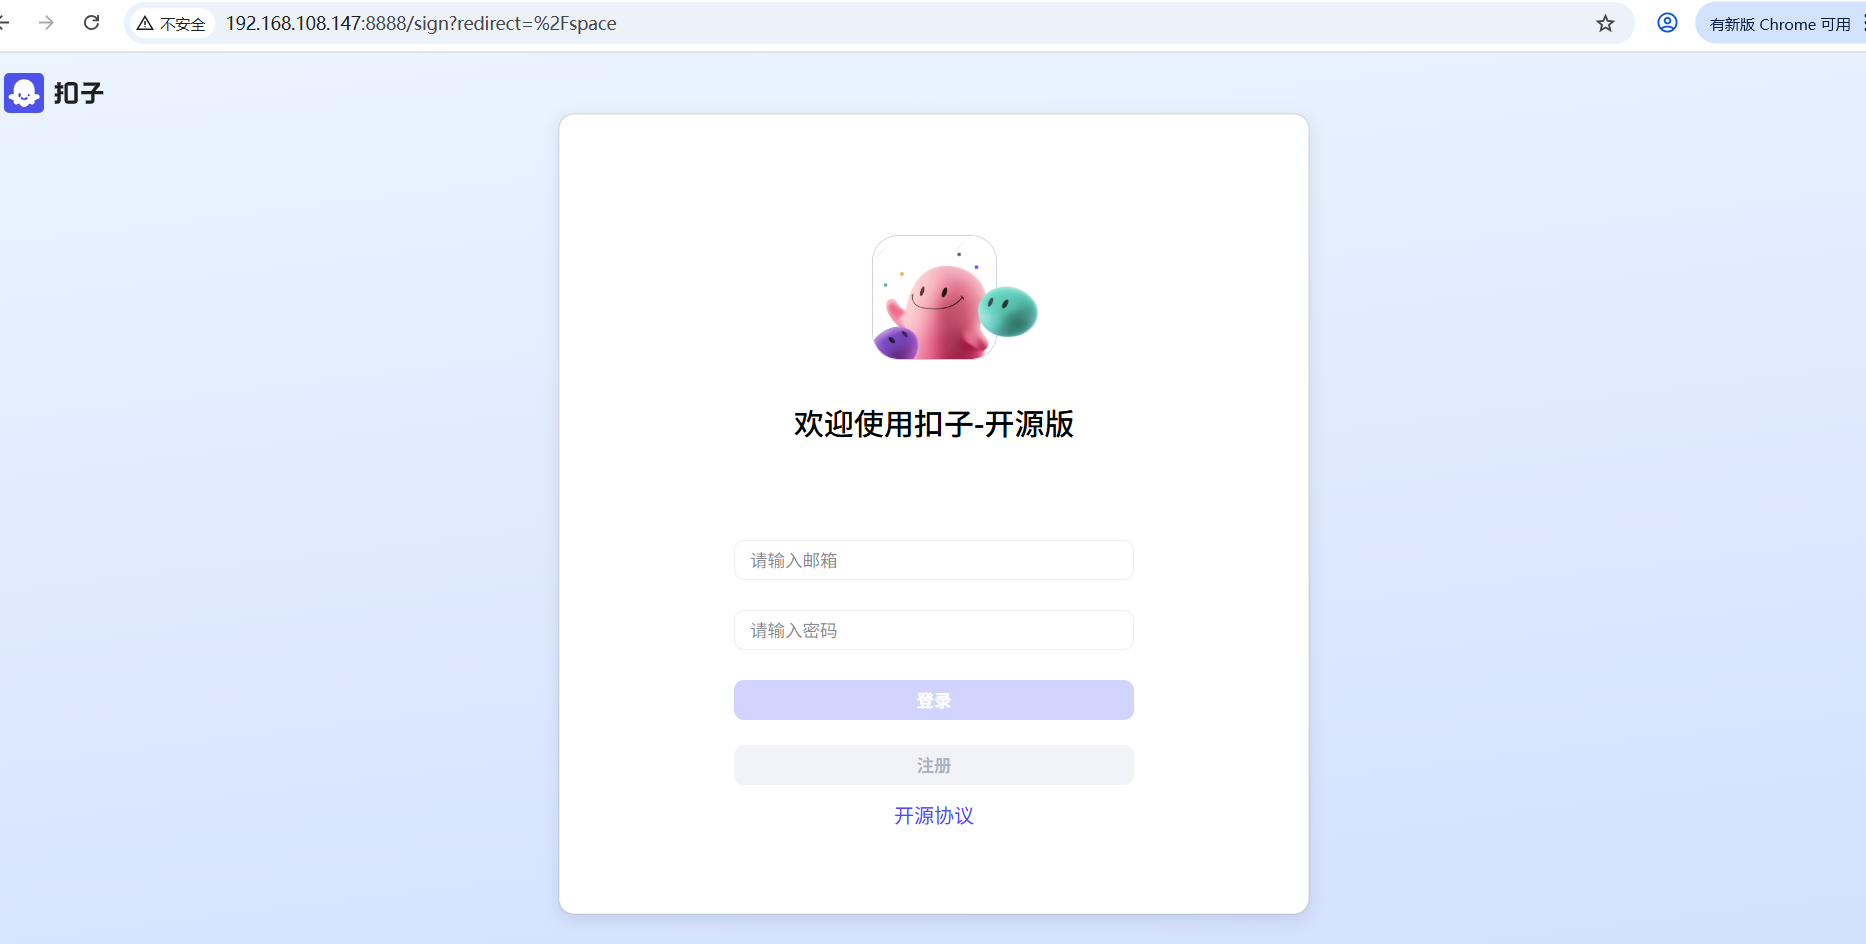 不安全 192.168.108.147:8888/sign?redirect=%2Fspace 有新版 Chrome 可用
扣子
欢迎使用扣子-开源版
请输入邮箱
请输入密码
登录
注册
开源协议